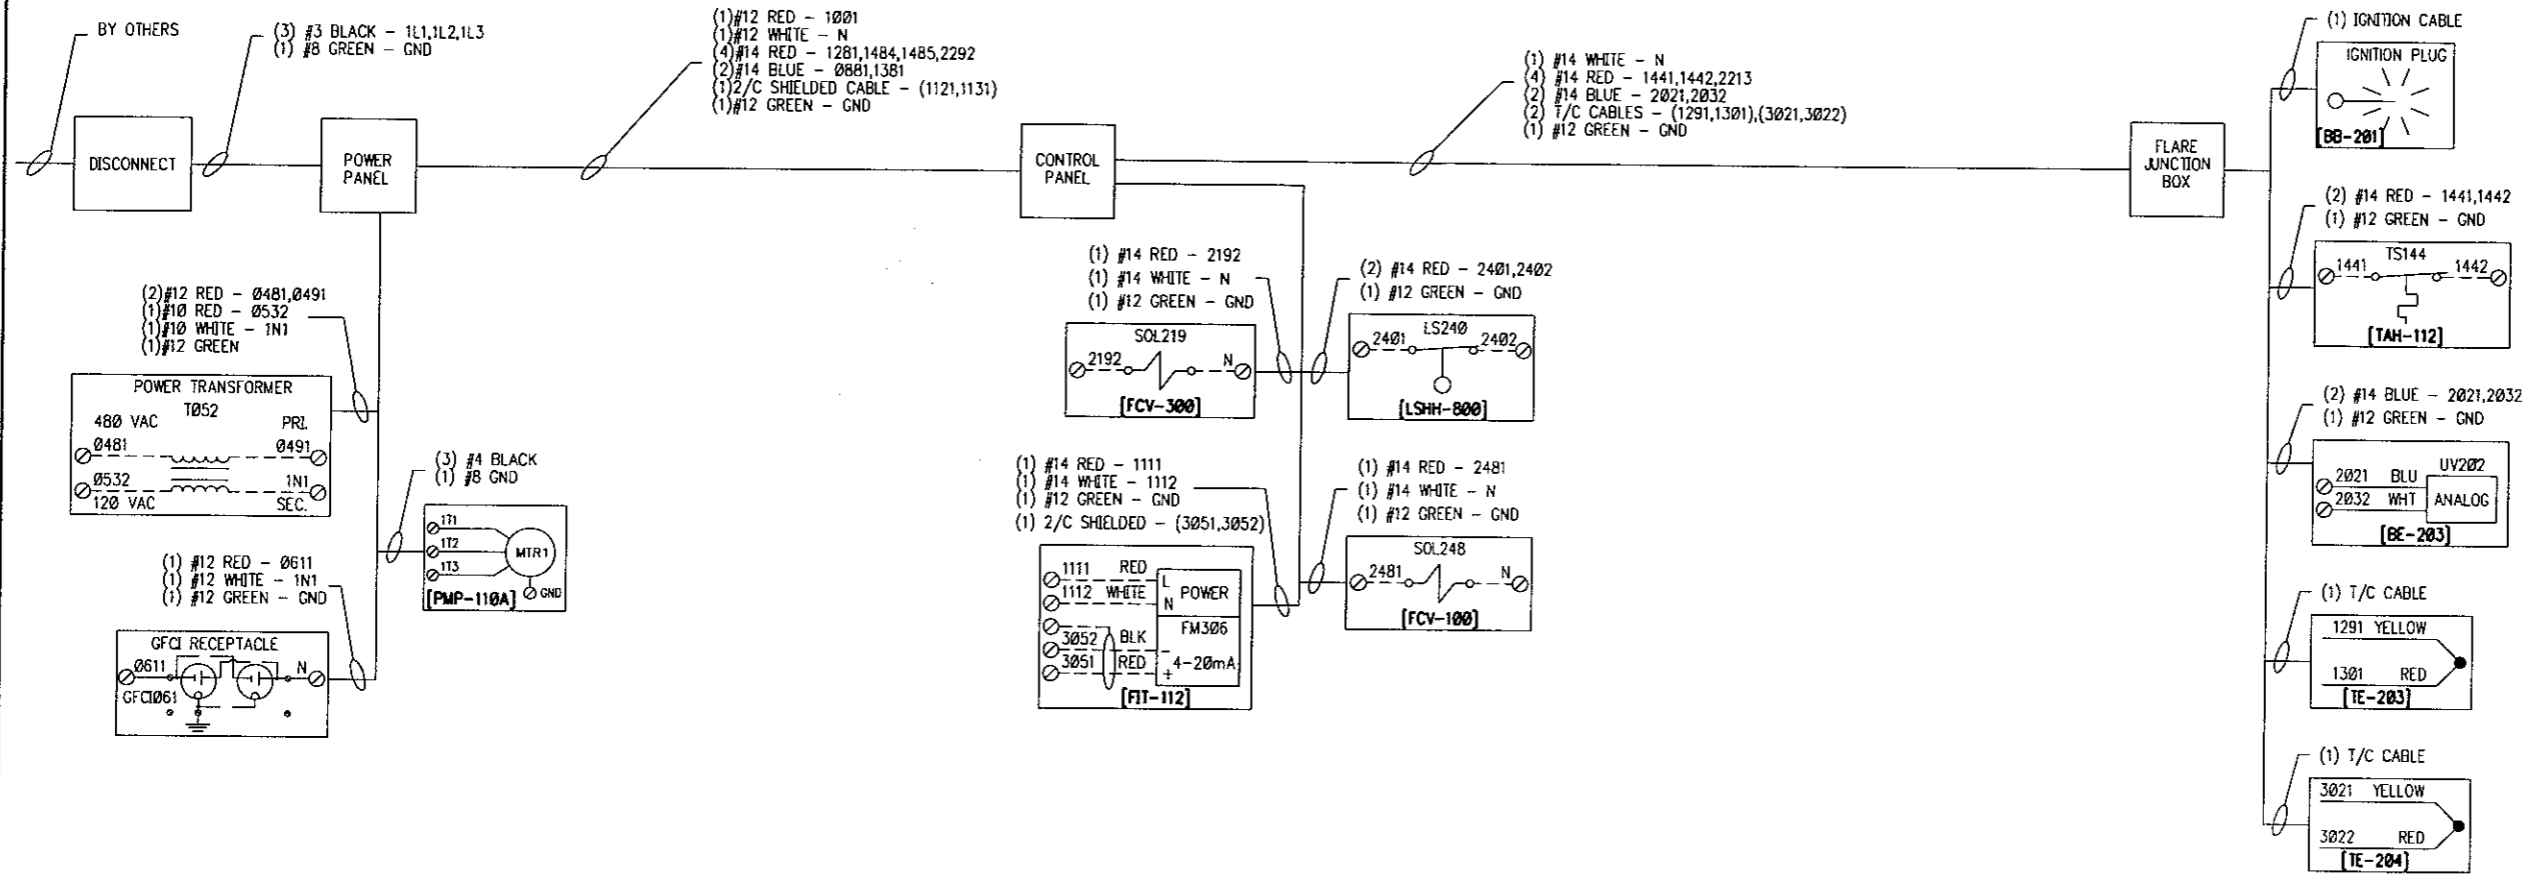 BY OTHERS
(3) #3 BLACK - 1L1,1L2,1L3
(1) #8 GREEN - GND
(1)#12 RED - 1001
(1)#12 WHITE - N
(4)#14 RED - 1281,1484,1485,2292
(2)#14 BLUE - 0881,1381
(1)2/C SHIELDED CABLE - (1121,1131)
(1)#12 GREEN - GND
(1) #14 WHITE - N
(4) #14 RED - 1441,1442,2213
(2) #14 BLUE - 2021,2032
(2) T/C CABLES - (1291,1301),(3021,3022)
(1) #12 GREEN - GND
(1) IGNITION CABLE
IGNITION PLUG
[BB-201]
DISCONNECT
POWER
PANEL
CONTROL
PANEL
FLARE
JUNCTION
BOX
(2) #14 RED - 1441,1442
(1) #12 GREEN - GND
TS144
1441 1442
[TAH-112]
(1) #14 RED - 2192
(1) #14 WHITE - N
(1) #12 GREEN - GND
SOL219
2192 N
[FCV-300]
(2) #14 RED - 2401,2402
(1) #12 GREEN - GND
LS240
2401 2402
[LSHH-800]
(2)#12 RED - 0481,0491
(1)#10 RED - 0532
(1)#10 WHITE - 1N1
(1)#12 GREEN
POWER TRANSFORMER
T052
480 VAC PRI.
0481 0491
0532 1N1
120 VAC SEC.
(3) #4 BLACK
(1) #8 GND
1T1
1T2
1T3
MTR1
GND
[PMP-110A]
(1) #12 RED - 0611
(1) #12 WHITE - 1N1
(1) #12 GREEN - GND
GFCI RECEPTACLE
0611 N
GFCI061
(1) #14 RED - 1111
(1) #14 WHITE - 1112
(1) #12 GREEN - GND
(1) 2/C SHIELDED - (3051,3052)
1111 RED L
1112 WHITE N
POWER
FM306
3052 BLK -
3051 RED +
4-20mA
[FIT-112]
(1) #14 RED - 2481
(1) #14 WHITE - N
(1) #12 GREEN - GND
SOL248
2481 N
[FCV-100]
(2) #14 BLUE - 2021,2032
(1) #12 GREEN - GND
UV202
2021 BLU
2032 WHT
ANALOG
[BE-203]
(1) T/C CABLE
1291 YELLOW
1301 RED
[TE-203]
(1) T/C CABLE
3021 YELLOW
3022 RED
[TE-204]